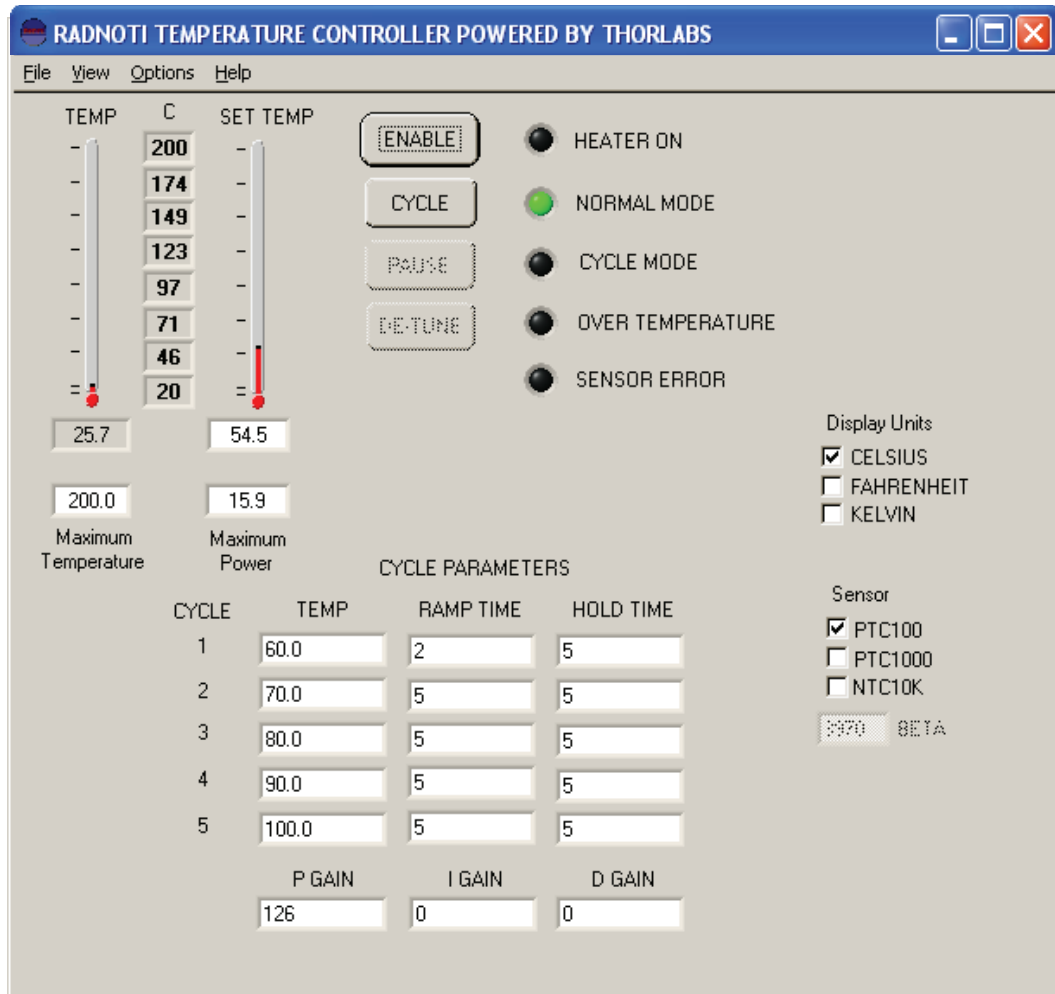 RADNOTI TEMPERATURE CONTROLLER POWERED BY THORLABS
File View Options Help
TEMP C SET TEMP
200
174
149
123
97
71
46
20
25.7 54.5
200.0 15.9
Maximum Temperature
Maximum Power
ENABLE
CYCLE
PAUSE
DE-TUNE
HEATER ON
NORMAL MODE
CYCLE MODE
OVER TEMPERATURE
SENSOR ERROR
Display Units
CELSIUS
FAHRENHEIT
KELVIN
CYCLE PARAMETERS
CYCLE TEMP RAMP TIME HOLD TIME
1 60.0 2 5
2 70.0 5 5
3 80.0 5 5
4 90.0 5 5
5 100.0 5 5
P GAIN I GAIN D GAIN
126 0 0
Sensor
PTC100
PTC1000
NTC10K
3970 BETA